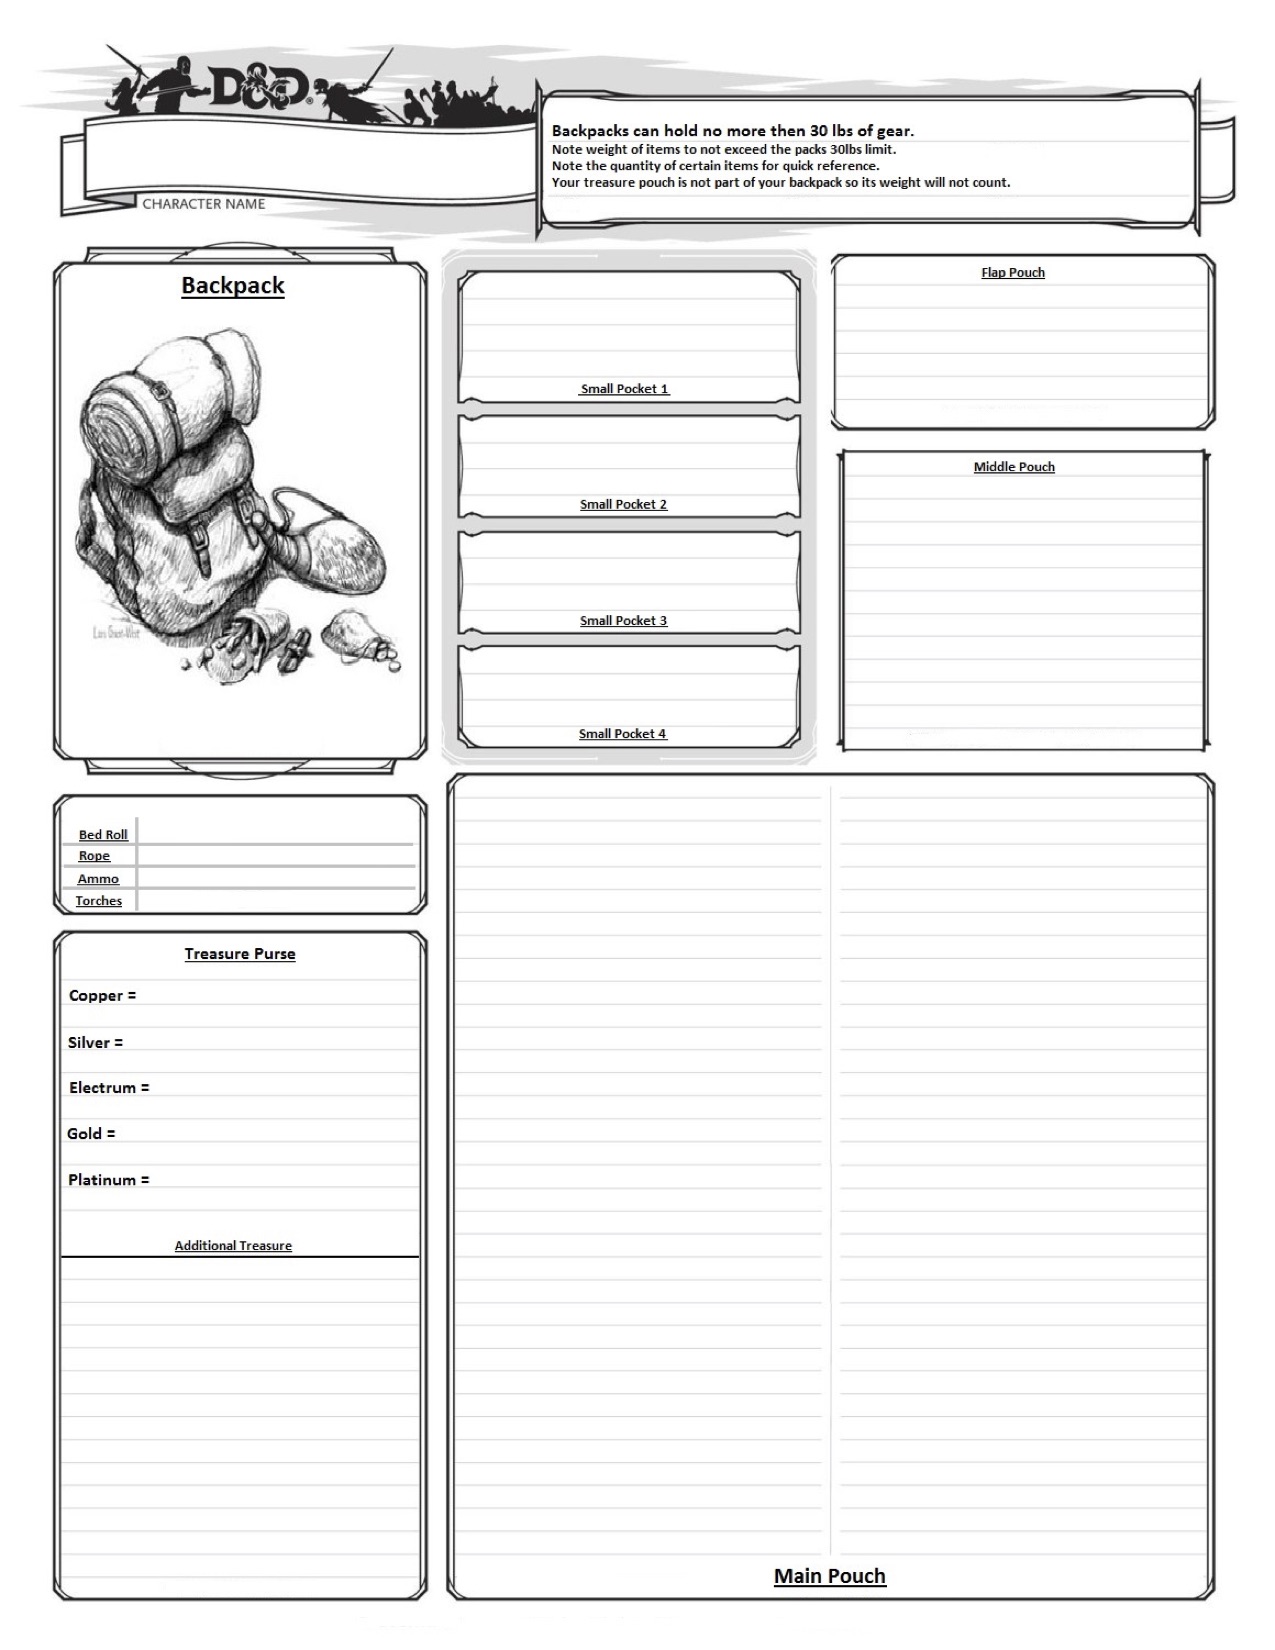 D&D®
Backpacks can hold no more then 30 lbs of gear.
Note weight of items to not exceed the packs 30lbs limit.
Note the quantity of certain items for quick reference.
Your treasure pouch is not part of your backpack so its weight will not count.
CHARACTER NAME
Backpack
Small Pocket 1
Small Pocket 2
Small Pocket 3
Small Pocket 4
Flap Pouch
Middle Pouch
Bed Roll
Rope
Ammo
Torches
Treasure Purse
Copper =
Silver =
Electrum =
Gold =
Platinum =
Additional Treasure
Main Pouch